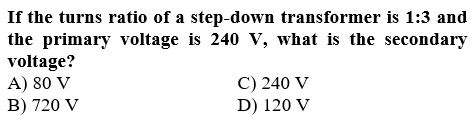 If the turns ratio of a step-down transformer is 1:3 and
the primary voltage is 240 V, what is the secondary
voltage?
A) 80 V C) 240 V
B) 720 V D) 120 V